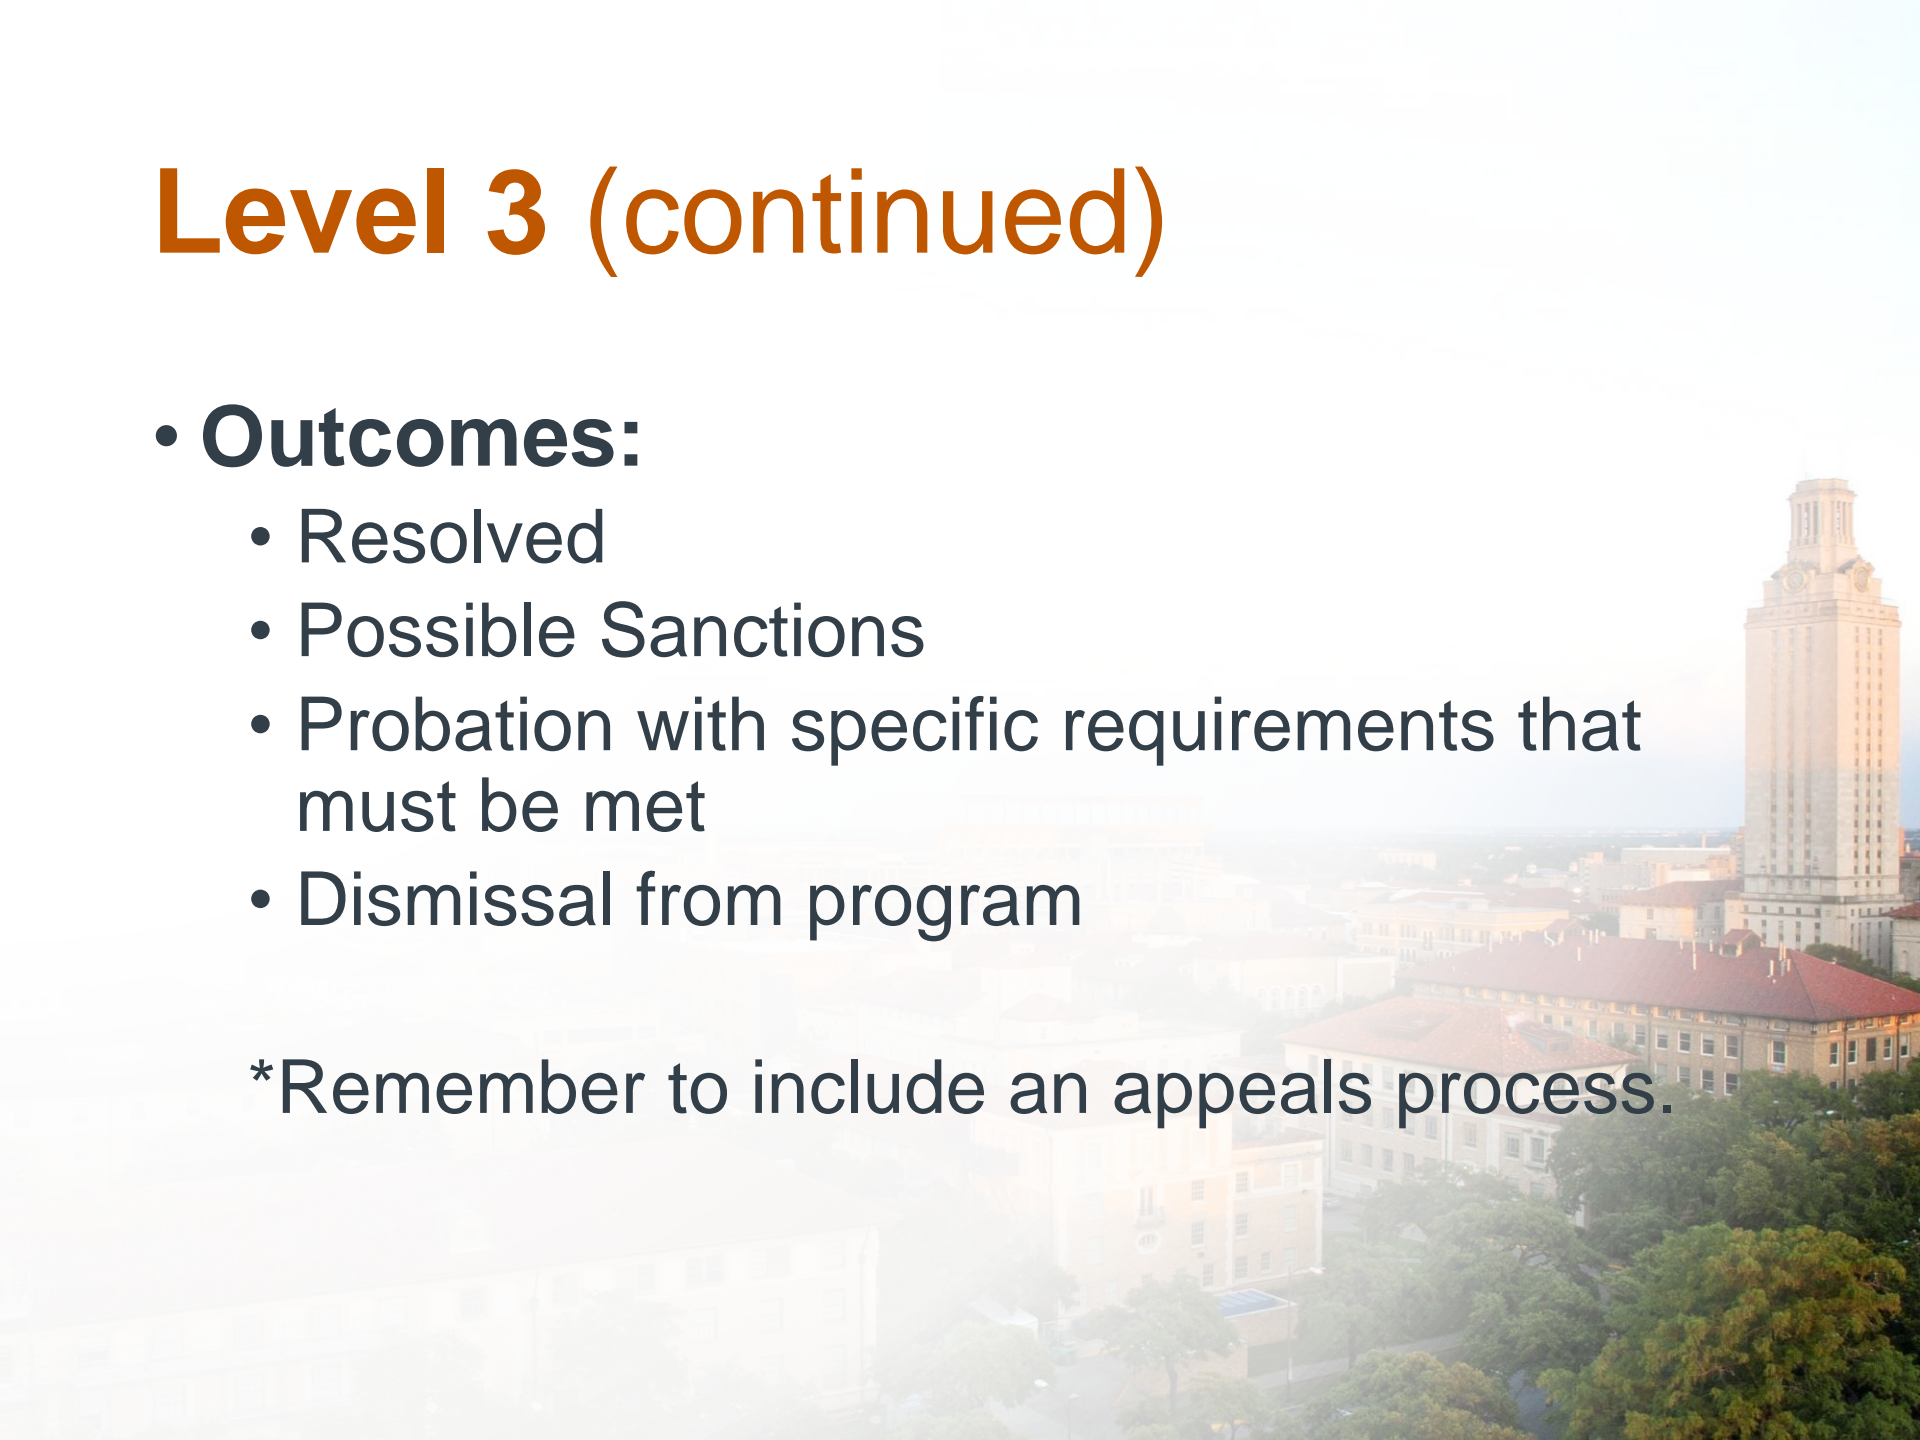 Level 3 (continued)
• Outcomes:
• Resolved
• Possible Sanctions
• Probation with specific requirements that
must be met
• Dismissal from program
*Remember to include an appeals process.